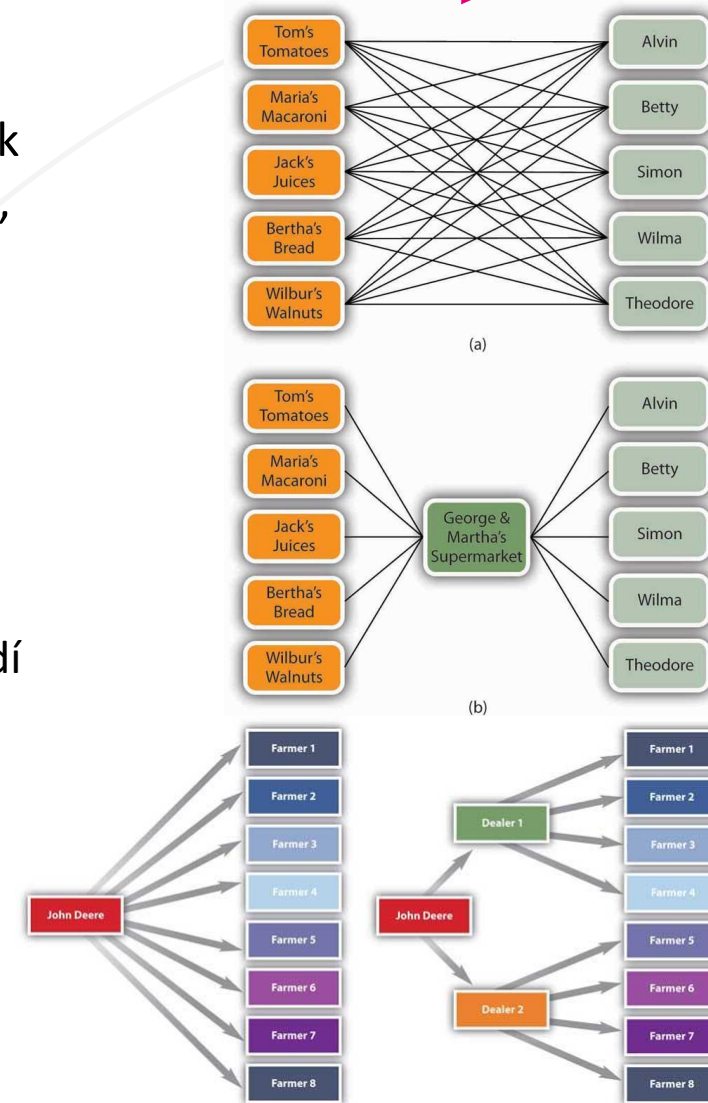 k
,
dí
Tom's
Tomatoes
Maria's
Macaroni
Jack's
Juices
Bertha's
Bread
Wilbur's
Walnuts
Alvin
Betty
Simon
Wilma
Theodore
(a)
Tom's
Tomatoes
Maria's
Macaroni
Jack's
Juices
Bertha's
Bread
Wilbur's
Walnuts
George &
Martha's
Supermarket
Alvin
Betty
Simon
Wilma
Theodore
(b)
John Deere
Farmer 1
Farmer 2
Farmer 3
Farmer 4
Farmer 5
Farmer 6
Farmer 7
Farmer 8
John Deere
Dealer 1
Dealer 2
Farmer 1
Farmer 2
Farmer 3
Farmer 4
Farmer 5
Farmer 6
Farmer 7
Farmer 8